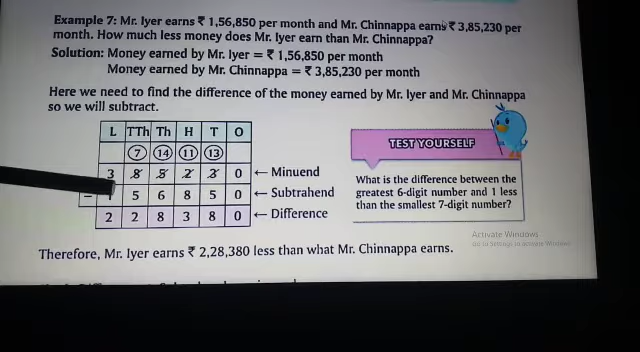 Example 7: Mr. Iyer earns ₹ 1,56,850 per month and Mr. Chinnappa earns ₹ 3,85,230 per
month. How much less money does Mr. Iyer earn than Mr. Chinnappa?
Solution: Money earned by Mr. Iyer = ₹ 1,56,850 per month
Money earned by Mr. Chinnappa = ₹ 3,85,230 per month
Here we need to find the difference of the money earned by Mr. Iyer and Mr. Chinnappa
so we will subtract.
L TTh Th H T O
7 14 11 13
3 8 5 2 3 0 ← Minuend
– 1 5 6 8 5 0 ← Subtrahend
2 2 8 3 8 0 ← Difference
TEST YOURSELF
What is the difference between the
greatest 6-digit number and 1 less
than the smallest 7-digit number?
Activate Windows
Go to Settings to activate Windows.
Therefore, Mr. Iyer earns ₹ 2,28,380 less than what Mr. Chinnappa earns.